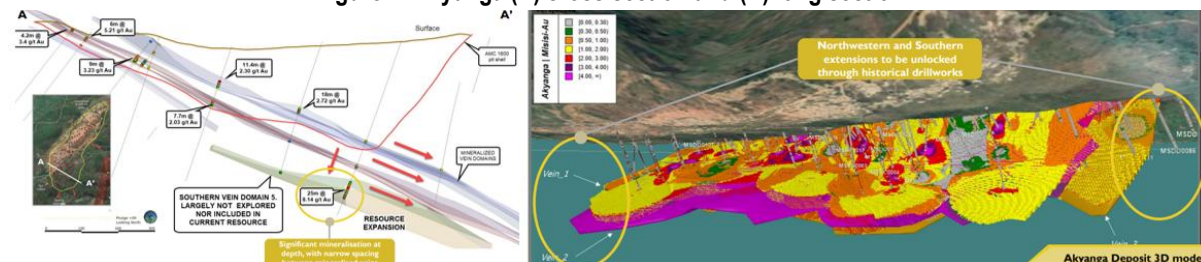 A
A'
Surface
6m @
5.21 g/t Au
4.2m @
3.4 g/t Au
9m @
3.23 g/t Au
11.4m @
2.30 g/t Au
18m @
2.72 g/t Au
7.7m @
2.03 g/t Au
AMC 1600
pit shell
MINERALIZED
VEIN DOMAINS
A
A'
SOUTHERN VEIN DOMAIN 5.
LARGELY NOT EXPLORED
NOR INCLUDED IN
CURRENT RESOURCE
25m @
RESOURCE
EXPANSION
Significant mineralisation at
depth, with narrow spacing
Akyanga | Misisi-Au
[0.00, 0.30]
[0.30, 0.50]
[0.50, 1.00]
[1.00, 2.00]
[2.00, 3.00]
[3.00, 4.00]
[4.00, ∞)
Northwestern and Southern
extensions to be unlocked
through historical drillworks
Vein_1
Vein_2
Akyanga Deposit 3D mode